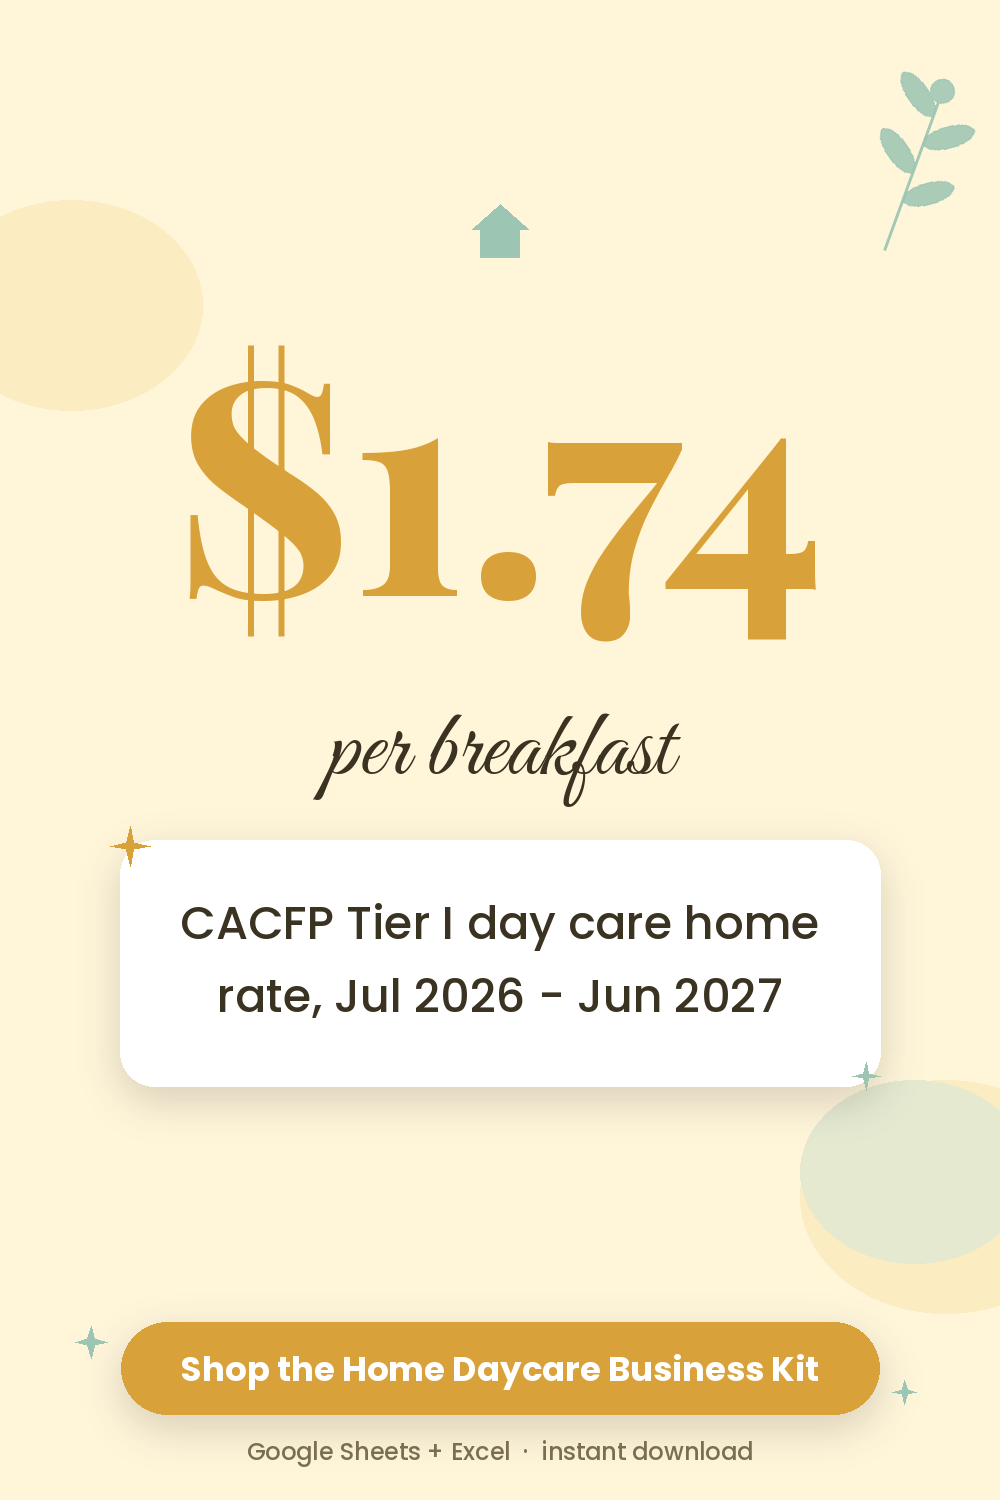 $1.74
per breakfast
CACFP Tier I day care home
rate, Jul 2026 - Jun 2027
Shop the Home Daycare Business Kit
Google Sheets + Excel · instant download